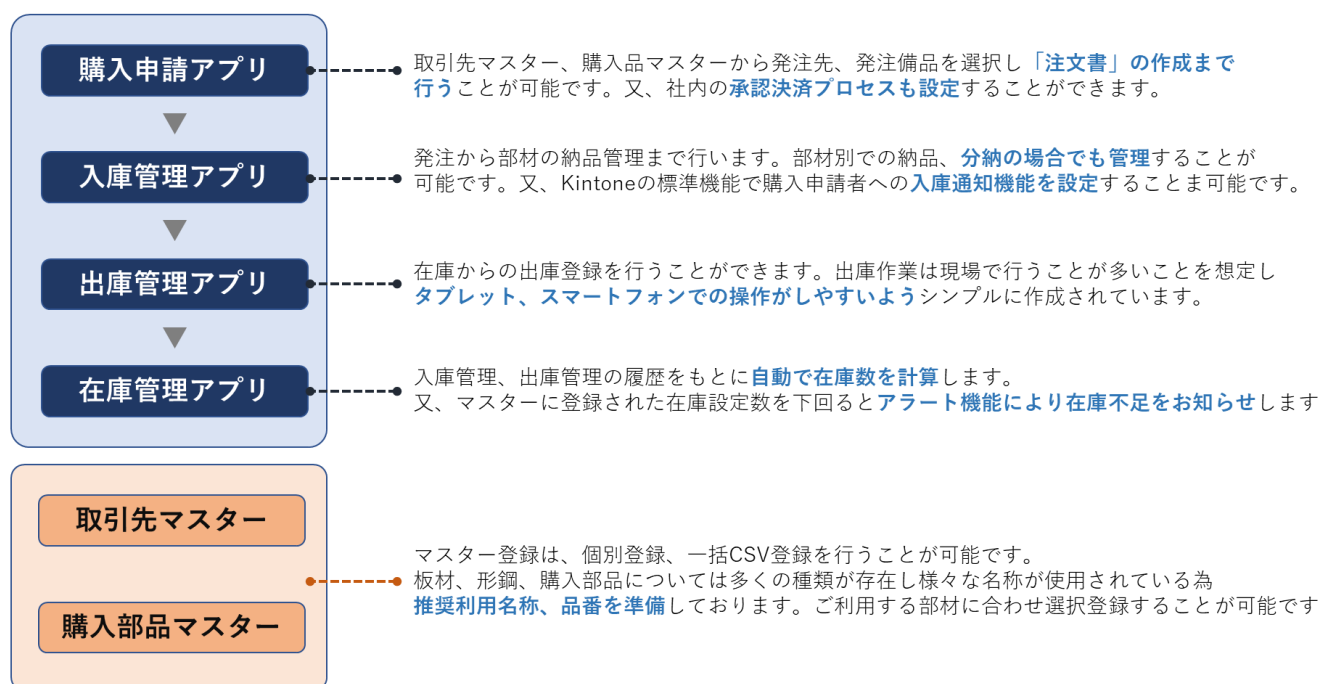 購入申請アプリ
取引先マスター、購入品マスターから発注先、発注備品を選択し「注文書」の作成まで
行うことが可能です。又、社内の承認決済プロセスも設定することができます。
入庫管理アプリ
発注から部材の納品管理まで行います。部材別での納品、分納の場合でも管理することが
可能です。又、Kintoneの標準機能で購入申請者への入庫通知機能を設定することま可能です。
出庫管理アプリ
在庫からの出庫登録を行うことができます。出庫作業は現場で行うことが多いことを想定し
タブレット、スマートフォンでの操作がしやすいようシンプルに作成されています。
在庫管理アプリ
入庫管理、出庫管理の履歴をもとに自動で在庫数を計算します。
又、マスターに登録された在庫設定数を下回るとアラート機能により在庫不足をお知らせします
取引先マスター
購入部品マスター
マスター登録は、個別登録、一括CSV登録を行うことが可能です。
板材、形鋼、購入部品については多くの種類が存在し様々な名称が使用されている為
推奨利用名称、品番を準備しております。ご利用する部材に合わせ選択登録することが可能です